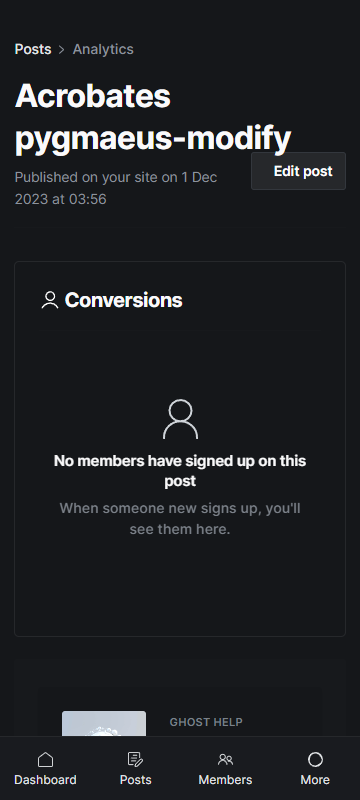 Posts > Analytics
Acrobates
pygmaeus-modify
Published on your site on 1 Dec
2023 at 03:56
Edit post
Conversions
No members have signed up on this
post
When someone new signs up, you'll
see them here.
GHOST HELP
Dashboard
Posts
Members
More